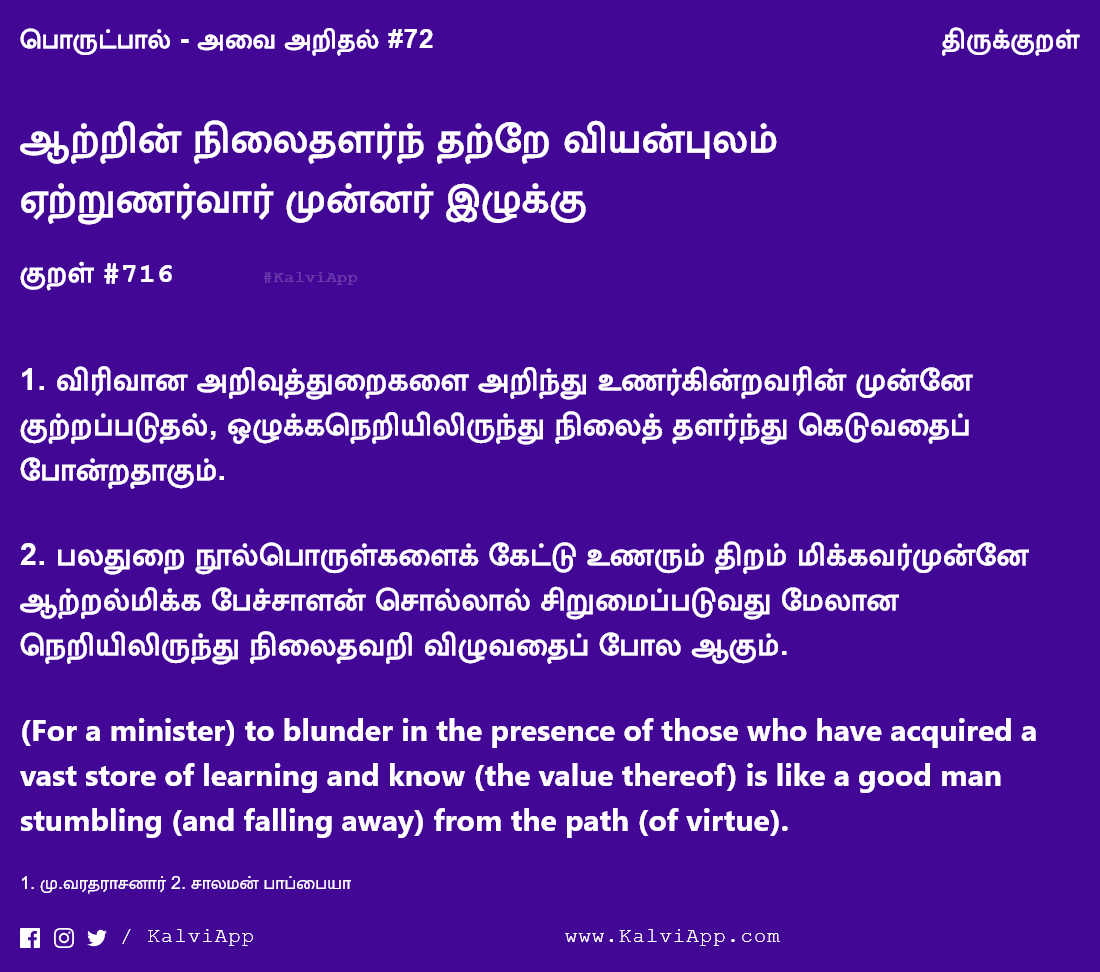 பொருட்பால் - அவை அறிதல் #72
திருக்குறள்
ஆற்றின் நிலைதளர்ந் தற்றே வியன்புலம்
ஏற்றுணர்வார் முன்னர் இழுக்கு
குறள் #716
#KalviApp
1. விரிவான அறிவுத்துறைகளை அறிந்து உணர்கின்றவரின் முன்னே
குற்றப்படுதல், ஒழுக்கநெறியிலிருந்து நிலைத் தளர்ந்து கெடுவதைப்
போன்றதாகும்.
2. பலதுறை நூல்பொருள்களைக் கேட்டு உணரும் திறம் மிக்கவர்முன்னே
ஆற்றல்மிக்க பேச்சாளன் சொல்லால் சிறுமைப்படுவது மேலான
நெறியிலிருந்து நிலைதவறி விழுவதைப் போல ஆகும்.
(For a minister) to blunder in the presence of those who have acquired a
vast store of learning and know (the value thereof) is like a good man
stumbling (and falling away) from the path (of virtue).
1. மு.வரதராசனார் 2. சாலமன் பாப்பையா
/ KalviApp
www.KalviApp.com